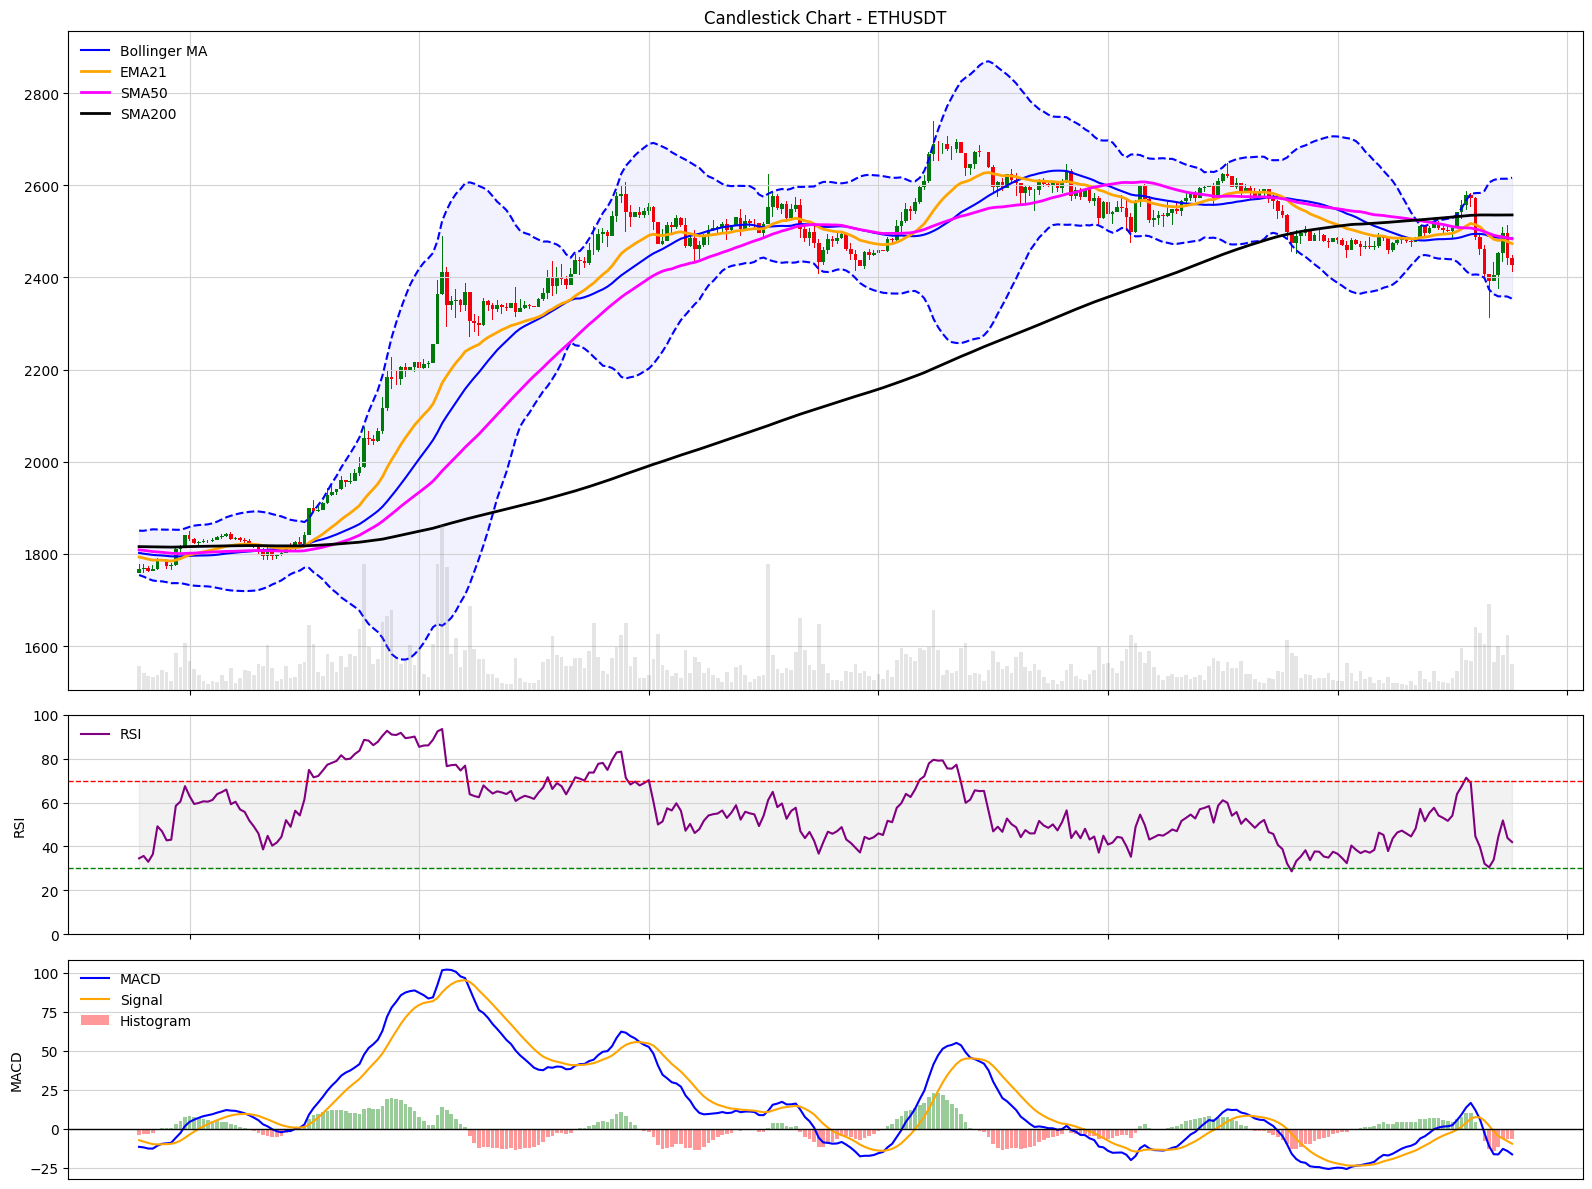 Candlestick Chart - ETHUSDT
Bollinger MA
EMA21
SMA50
SMA200
2800
2600
2400
2200
2000
1800
1600
RSI
100
80
60
40
20
0
RSI
MACD
Signal
Histogram
100
75
50
25
0
−25
MACD